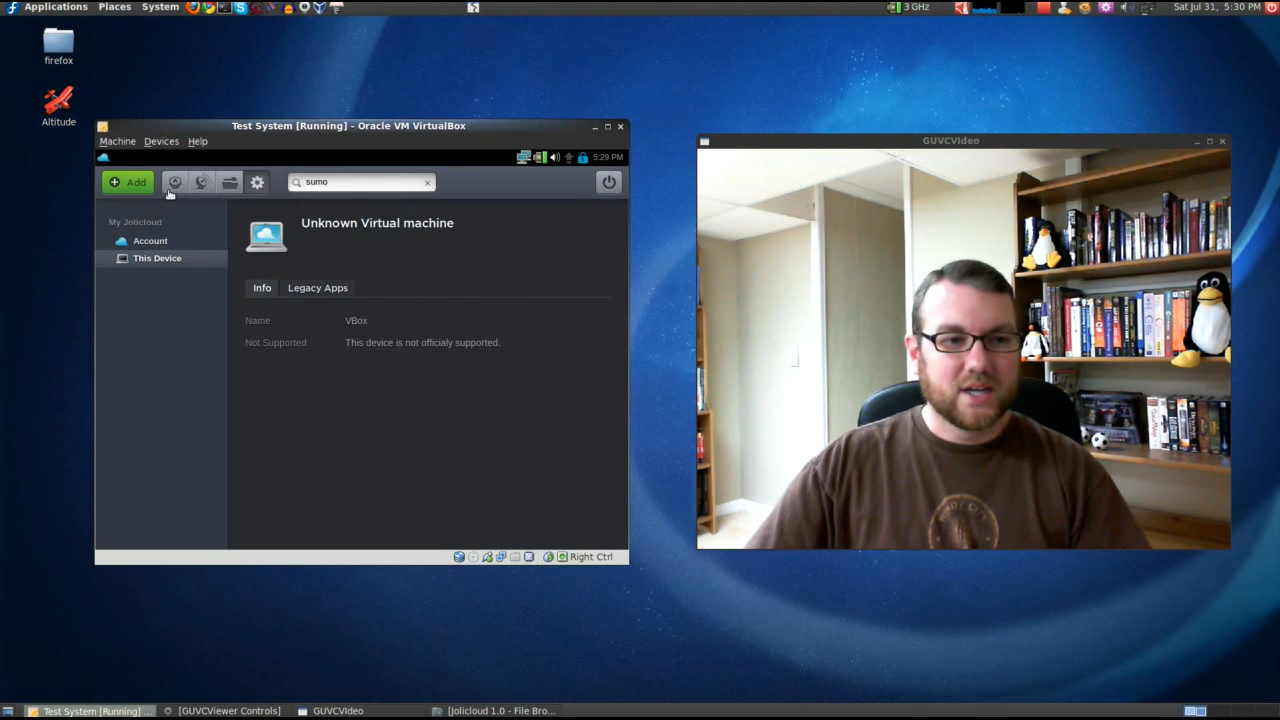 Applications Places System
3 GHz
Sat Jul 31, 5:30 PM
firefox
Altitude
Test System [Running] - Oracle VM VirtualBox
Machine Devices Help
5:29 PM
Add
sumo
My Jolicloud
Account
This Device
Unknown Virtual machine
Info Legacy Apps
Name VBox
Not Supported This device is not officialy supported.
Right Ctrl
GUVCVideo
Test System [Running] ...
[GUVCViewer Controls]
GUVCVideo
[Jolicloud 1.0 - File Bro...